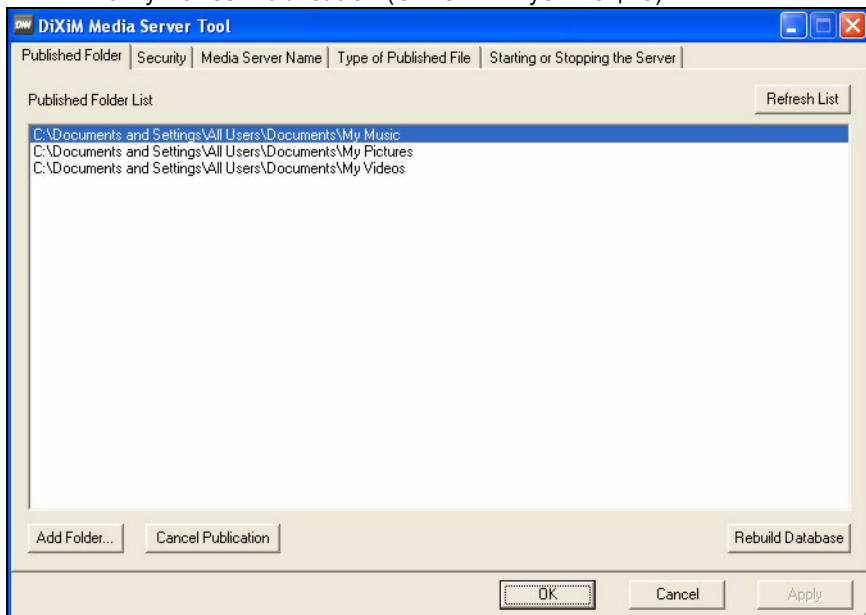 DiXiM Media Server Tool
Published Folder Security Media Server Name Type of Published File Starting or Stopping the Server
Published Folder List Refresh List
C:\Documents and Settings\All Users\Documents\My Music
C:\Documents and Settings\All Users\Documents\My Pictures
C:\Documents and Settings\All Users\Documents\My Videos
Add Folder... Cancel Publication Rebuild Database
OK Cancel Apply